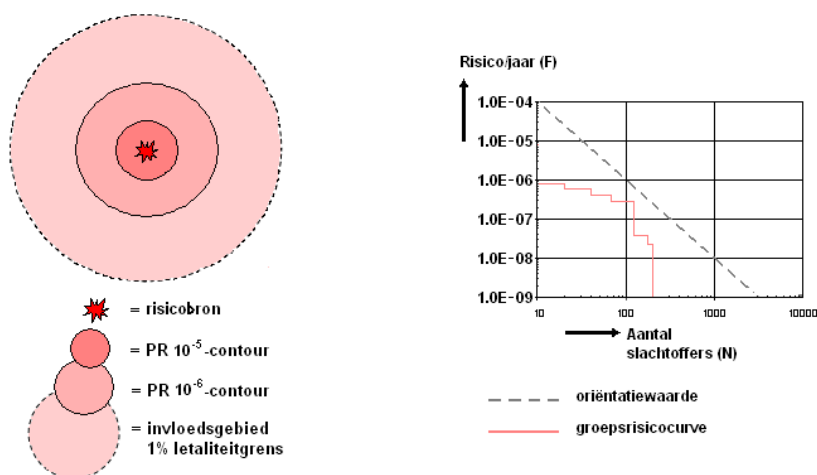 = risicobron
= PR 10⁻⁵-contour
= PR 10⁻⁶-contour
= invloedsgebied
1% letaliteitgrens
Risico/jaar (F)
1.0E-04
1.0E-05
1.0E-06
1.0E-07
1.0E-08
1.0E-09
10 100 1000 10000
Aantal
slachtoffers (N)
oriëntatiewaarde
groepsrisicocurve